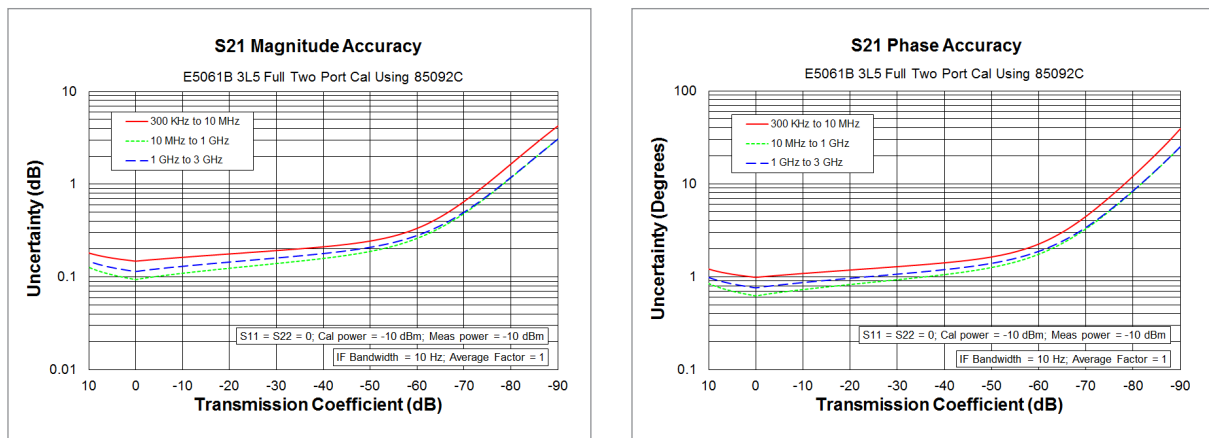 S21 Magnitude Accuracy
E5061B 3L5 Full Two Port Cal Using 85092C
10
1
0.1
0.01
Uncertainty (dB)
300 KHz to 10 MHz
10 MHz to 1 GHz
1 GHz to 3 GHz
S11 = S22 = 0; Cal power = -10 dBm; Meas power = -10 dBm
IF Bandwidth = 10 Hz; Average Factor = 1
10 0 -10 -20 -30 -40 -50 -60 -70 -80 -90
Transmission Coefficient (dB)
S21 Phase Accuracy
E5061B 3L5 Full Two Port Cal Using 85092C
100
10
1
0.1
Uncertainty (Degrees)
300 KHz to 10 MHz
10 MHz to 1 GHz
1 GHz to 3 GHz
S11 = S22 = 0; Cal power = -10 dBm; Meas power = -10 dBm
IF Bandwidth = 10 Hz; Average Factor = 1
10 0 -10 -20 -30 -40 -50 -60 -70 -80 -90
Transmission Coefficient (dB)